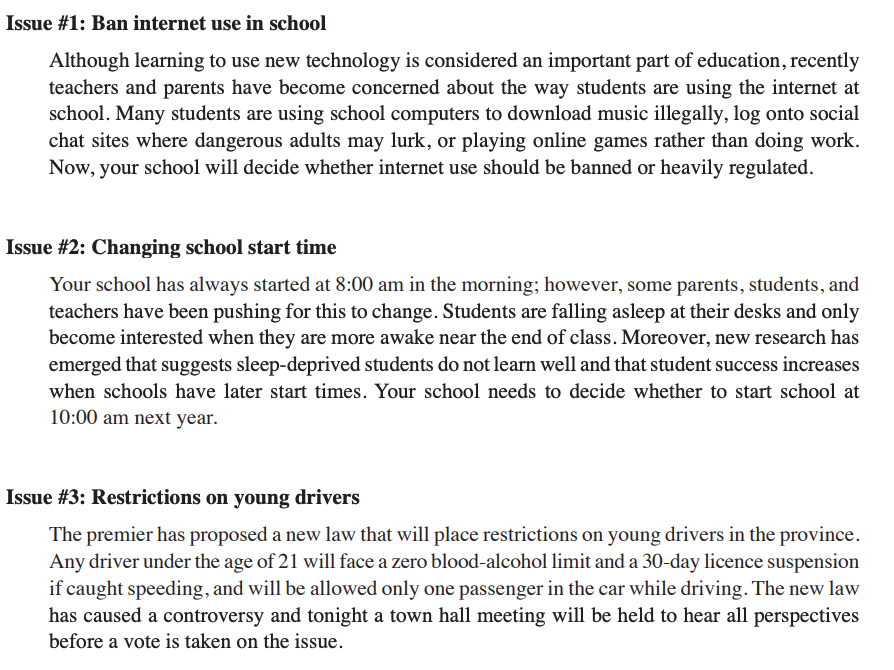 Issue #1: Ban internet use in school
Although learning to use new technology is considered an important part of education, recently
teachers and parents have become concerned about the way students are using the internet at
school. Many students are using school computers to download music illegally, log onto social
chat sites where dangerous adults may lurk, or playing online games rather than doing work.
Now, your school will decide whether internet use should be banned or heavily regulated.
Issue #2: Changing school start time
Your school has always started at 8:00 am in the morning; however, some parents, students, and
teachers have been pushing for this to change. Students are falling asleep at their desks and only
become interested when they are more awake near the end of class. Moreover, new research has
emerged that suggests sleep-deprived students do not learn well and that student success increases
when schools have later start times. Your school needs to decide whether to start school at
10:00 am next year.
Issue #3: Restrictions on young drivers
The premier has proposed a new law that will place restrictions on young drivers in the province.
Any driver under the age of 21 will face a zero blood-alcohol limit and a 30-day licence suspension
if caught speeding, and will be allowed only one passenger in the car while driving. The new law
has caused a controversy and tonight a town hall meeting will be held to hear all perspectives
before a vote is taken on the issue.